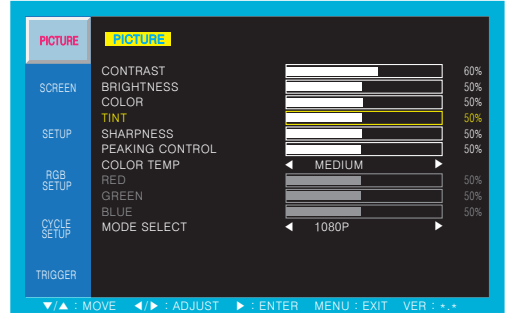 PICTURE
PICTURE
CONTRAST 60%
BRIGHTNESS 50%
SCREEN
COLOR 50%
TINT 50%
SETUP
SHARPNESS 50%
PEAKING CONTROL 50%
COLOR TEMP ◀ MEDIUM ▶
RGB
SETUP
RED 50%
GREEN 50%
BLUE 50%
CYCLE
SETUP
MODE SELECT ◀ 1080P ▶
TRIGGER
▼/▲ : MOVE ◀/▶ : ADJUST ▶ : ENTER MENU : EXIT VER : *.*